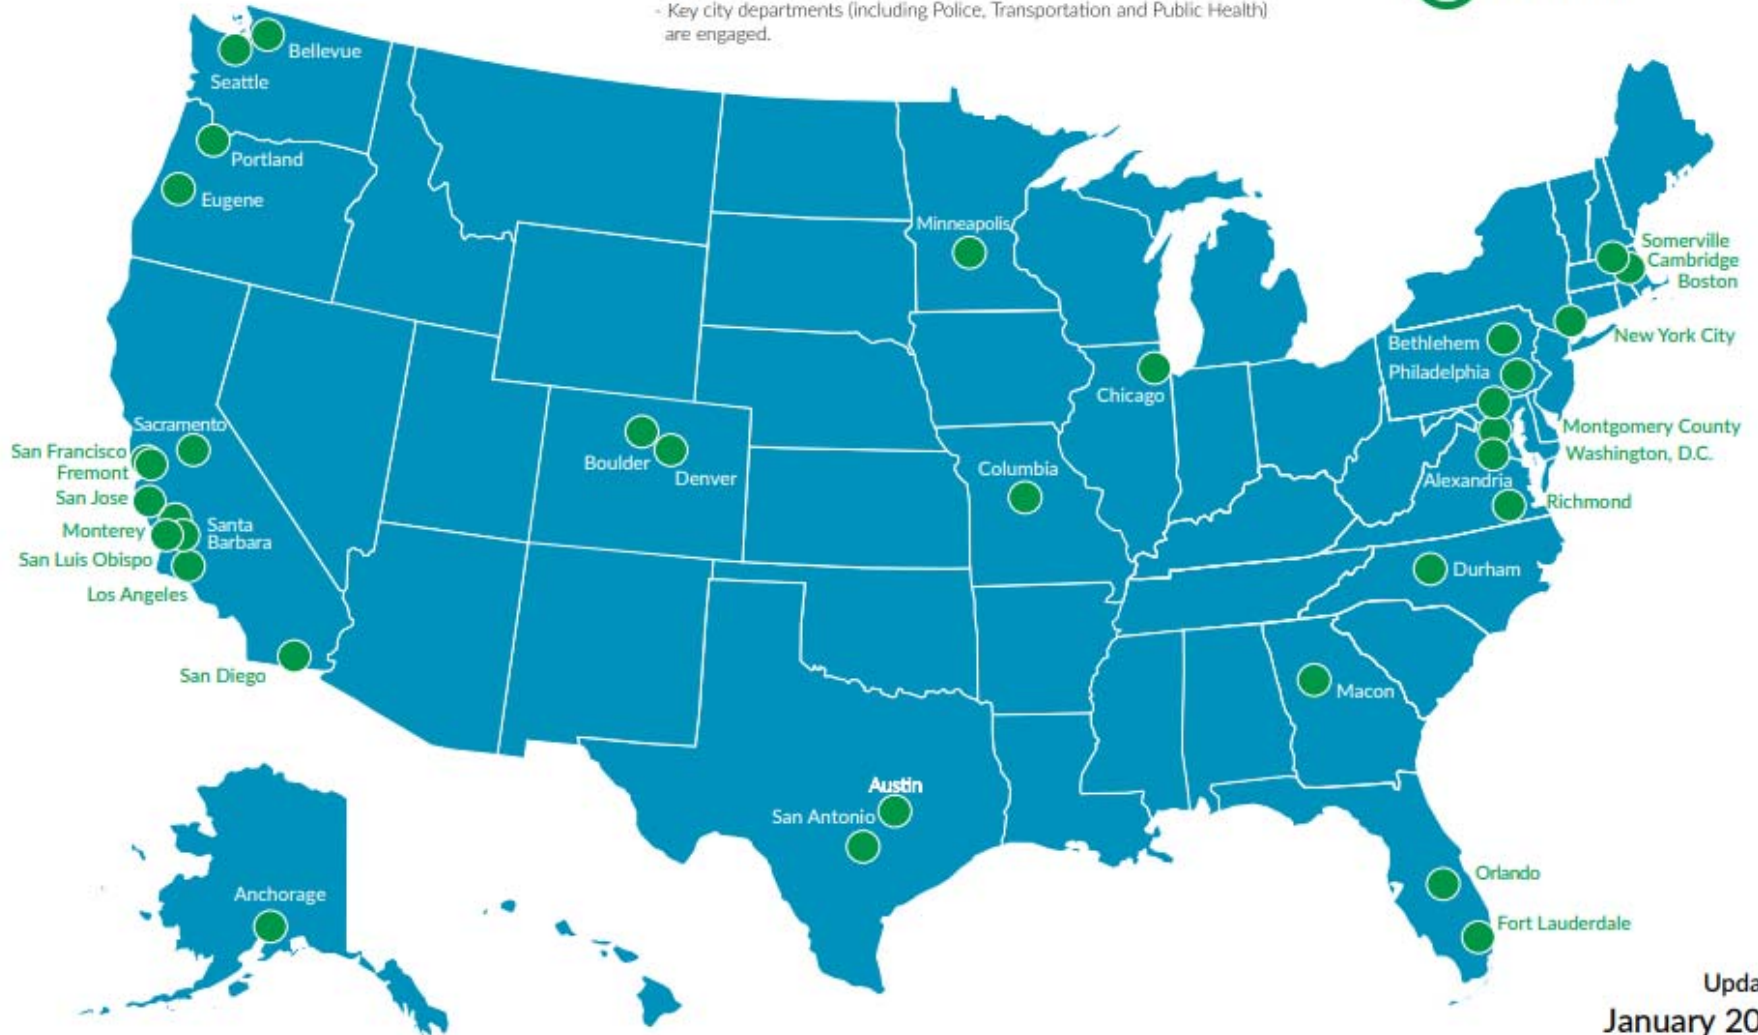 - Key city departments (including Police, Transportation and Public Health)
are engaged.
Bellevue
Seattle
Portland
Eugene
Minneapolis
Somerville
Cambridge
Boston
New York City
Bethlehem
Philadelphia
Chicago
Sacramento
San Francisco
Fremont
San Jose
Monterey
Santa
Barbara
San Luis Obispo
Los Angeles
San Diego
Boulder
Denver
Columbia
Montgomery County
Washington, D.C.
Alexandria
Richmond
Durham
Macon
Austin
San Antonio
Orlando
Fort Lauderdale
Anchorage
Upda
January 20